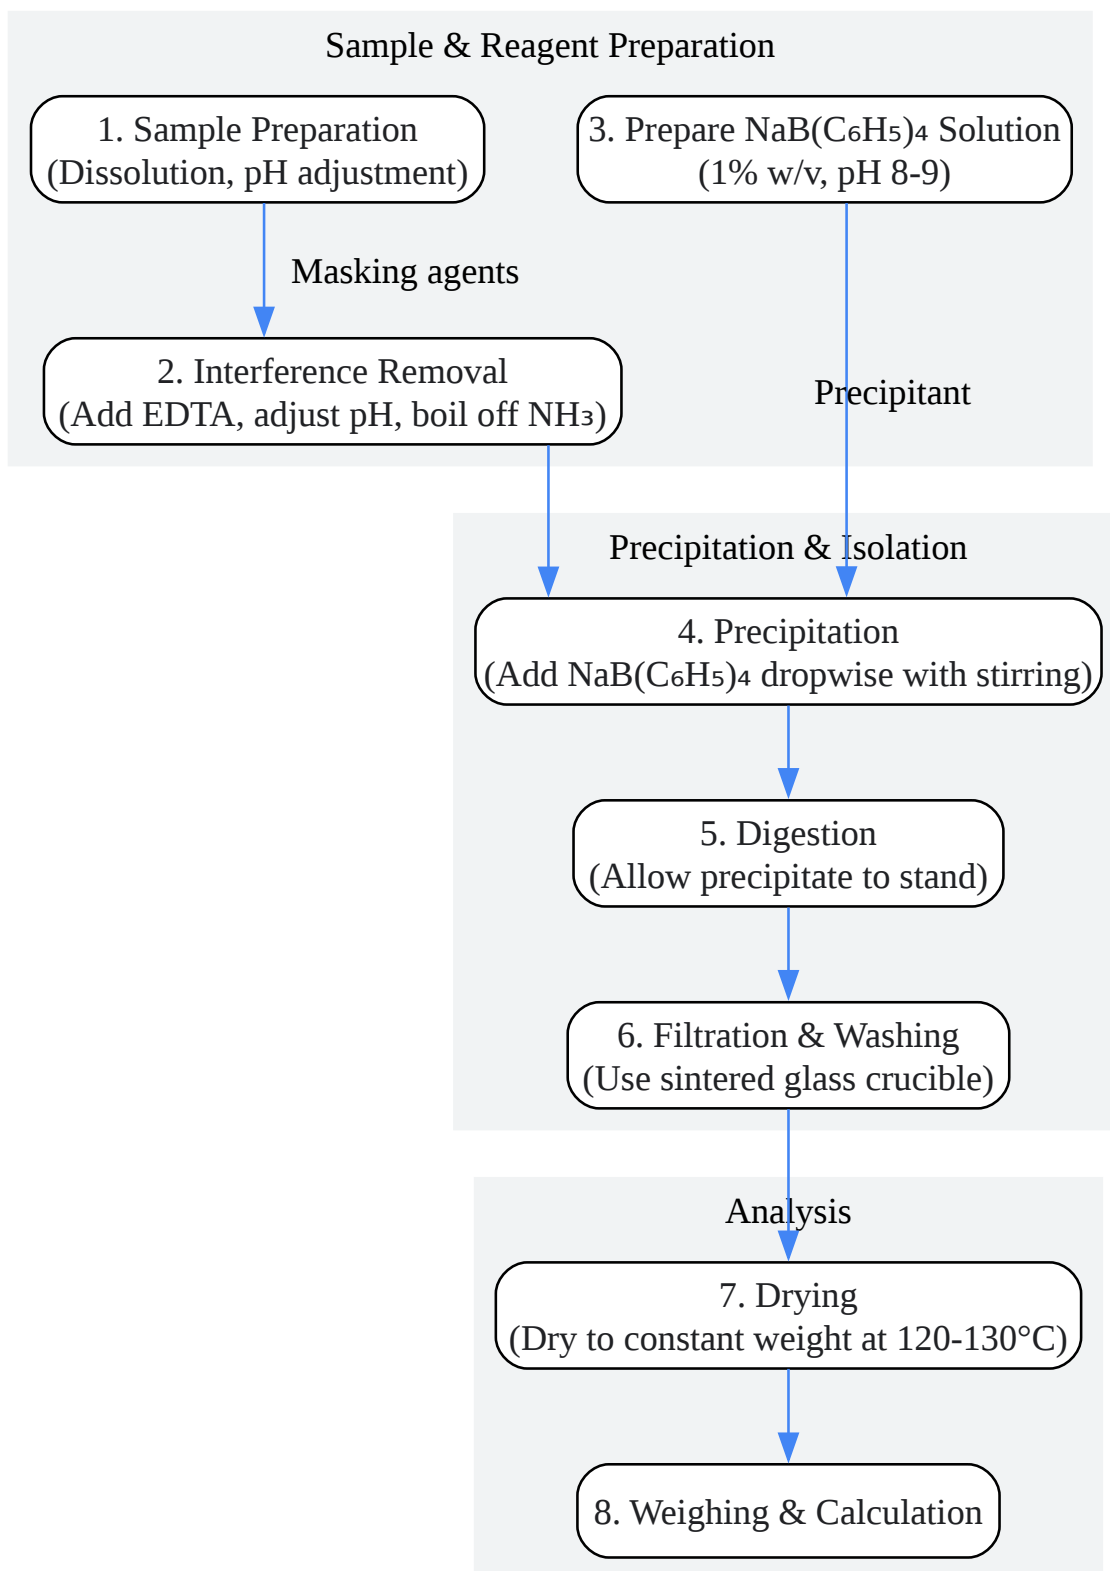 Sample & Reagent Preparation
1. Sample Preparation
(Dissolution, pH adjustment)
3. Prepare NaB(C₆H₅)₄ Solution
(1% w/v, pH 8-9)
Masking agents
2. Interference Removal
(Add EDTA, adjust pH, boil off NH₃)
Precipitant
Precipitation & Isolation
4. Precipitation
(Add NaB(C₆H₅)₄ dropwise with stirring)
5. Digestion
(Allow precipitate to stand)
6. Filtration & Washing
(Use sintered glass crucible)
Analysis
7. Drying
(Dry to constant weight at 120-130°C)
8. Weighing & Calculation